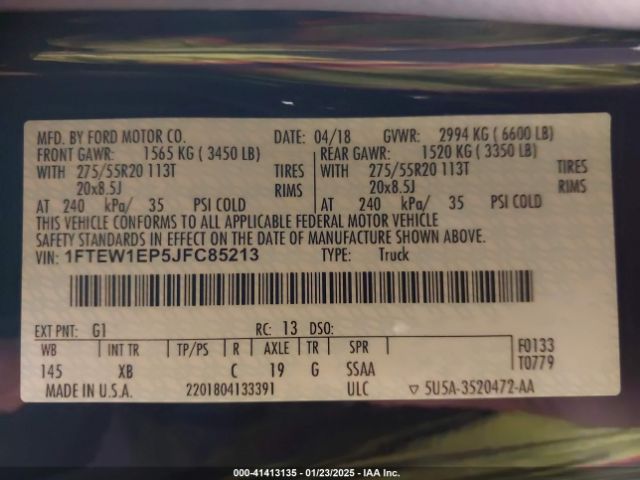 MFD. BY FORD MOTOR CO. DATE: 04/18 GVWR: 2994 KG ( 6600 LB)
FRONT GAWR: 1565 KG ( 3450 LB) REAR GAWR: 1520 KG ( 3350 LB)
WITH 275/55R20 113T TIRES WITH 275/55R20 113T TIRES
20x8.5J RIMS 20x8.5J RIMS
AT 240 kPa/ 35 PSI COLD AT 240 kPa/ 35 PSI COLD
THIS VEHICLE CONFORMS TO ALL APPLICABLE FEDERAL MOTOR VEHICLE
SAFETY STANDARDS IN EFFECT ON THE DATE OF MANUFACTURE SHOWN ABOVE.
VIN: 1FTEW1EP5JFC85213 TYPE: Truck
EXT PNT: G1 RC: 13 DSO:
WB INT TR TP/PS R AXLE TR SPR F0133
145 XB C 19 G SSAA T0779
MADE IN U.S.A. 2201804133391 ULC ▽ 5U5A-3520472-AA
000-41413135 - 01/23/2025 - IAA Inc.